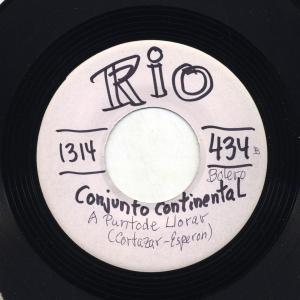 Rio
1314
434 B
Bolero
Conjunto Continental
A Punto de Llorar
(Cortazar-Esperon)